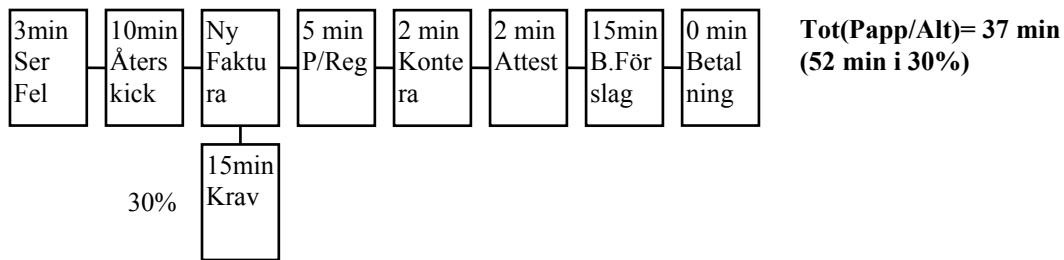 3min
Ser
Fel
10min
Åters
kick
Ny
Faktu
ra
5 min
P/Reg
2 min
Konte
ra
2 min
Attest
15min
B.För
slag
0 min
Betal
ning
Tot(Papp/Alt)= 37 min
(52 min i 30%)
15min
Krav
30%